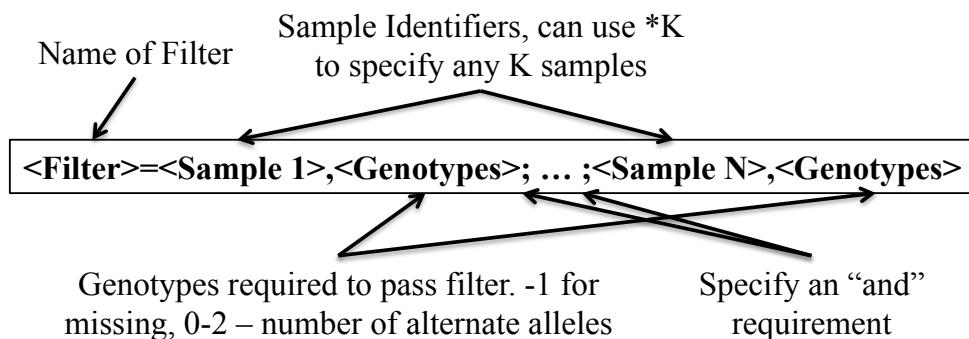 Name of Filter
Sample Identifiers, can use *K
to specify any K samples
<Filter>=<Sample 1>,<Genotypes>; … ;<Sample N>,<Genotypes>
Genotypes required to pass filter. -1 for
missing, 0-2 – number of alternate alleles
Specify an “and”
requirement